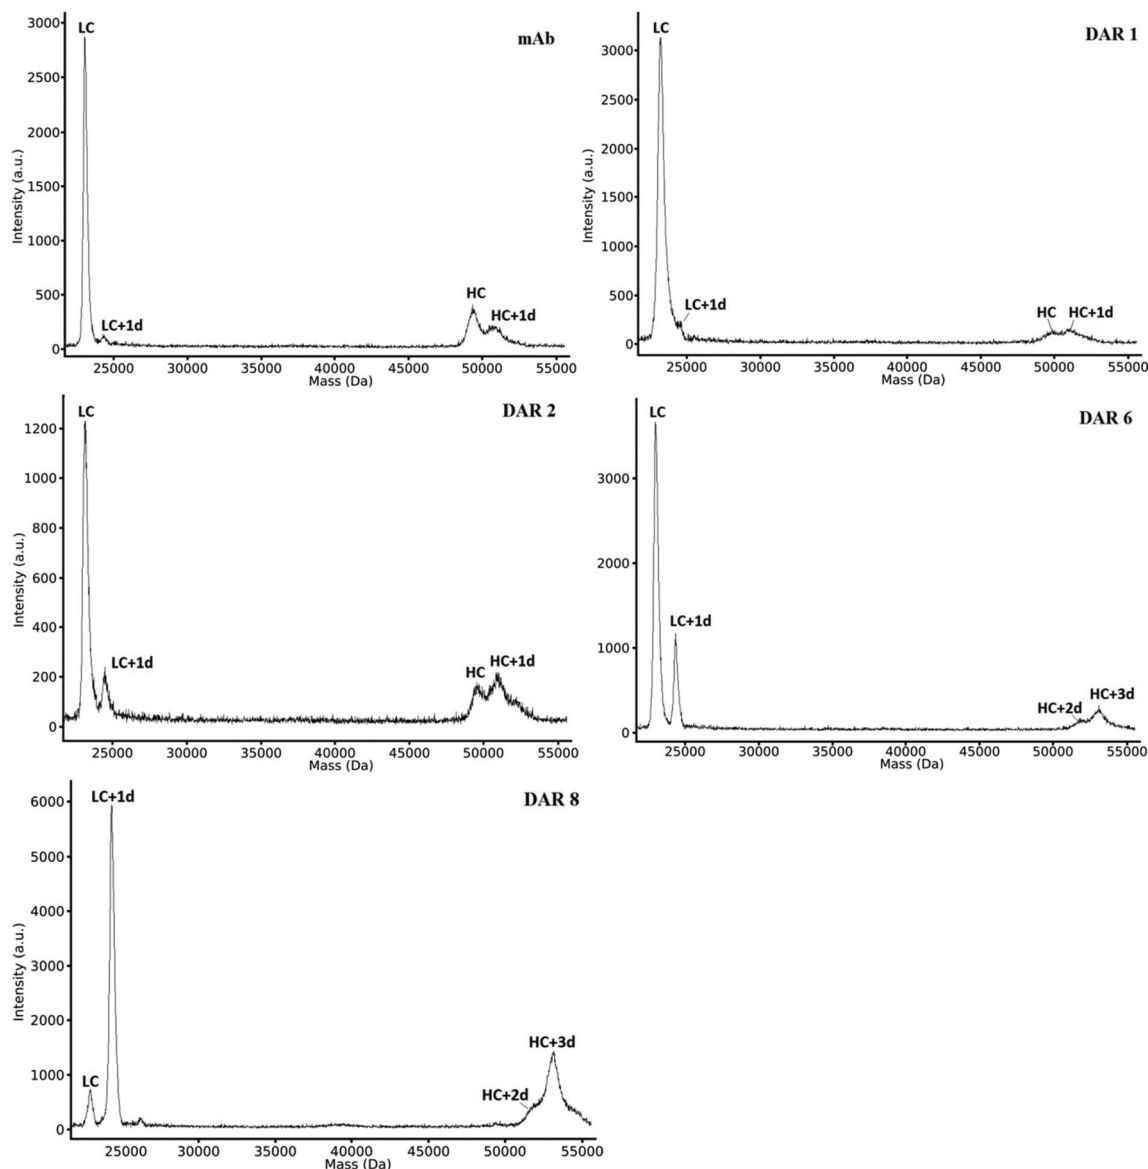 mAb
LC
LC+1d
HC
HC+1d
Intensity (a.u.)
3000
2500
2000
1500
1000
500
0
25000 30000 35000 40000 45000 50000 55000
Mass (Da)
DAR 1
LC
LC+1d
HC
HC+1d
Intensity (a.u.)
3000
2500
2000
1500
1000
500
0
25000 30000 35000 40000 45000 50000 55000
Mass (Da)
DAR 2
LC
LC+1d
HC
HC+1d
Intensity (a.u.)
1200
1000
800
600
400
200
0
25000 30000 35000 40000 45000 50000 55000
Mass (Da)
DAR 6
LC
LC+1d
HC+2d
HC+3d
Intensity (a.u.)
3000
2000
1000
0
25000 30000 35000 40000 45000 50000 55000
Mass (Da)
DAR 8
LC+1d
LC
HC+2d
HC+3d
Intensity (a.u.)
6000
5000
4000
3000
2000
1000
0
25000 30000 35000 40000 45000 50000 55000
Mass (Da)